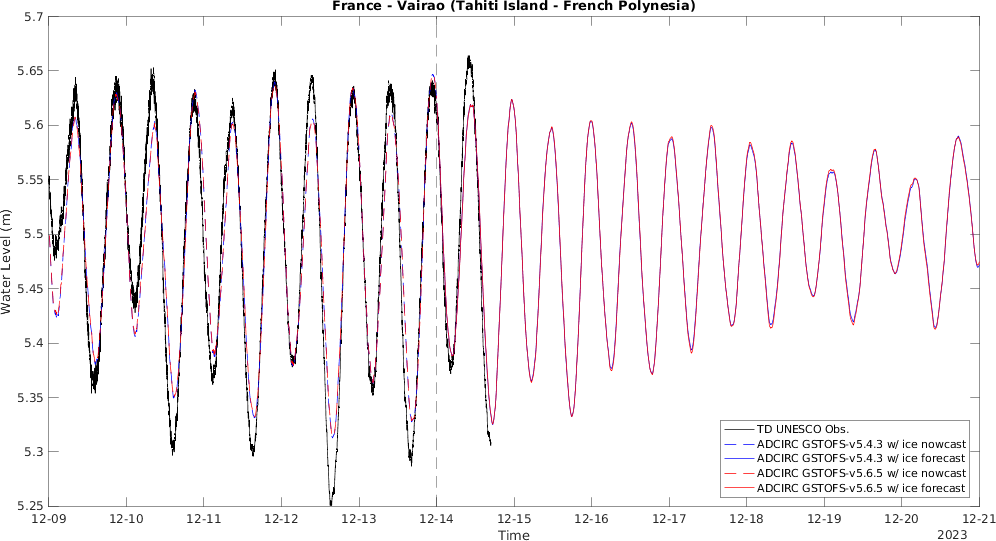 France - Vairao (Tahiti Island - French Polynesia)
5.7
5.65
5.6
5.55
5.5
5.45
5.4
5.35
5.3
5.25
Water Level (m)
TD UNESCO Obs.
ADCIRC GSTOFS-v5.4.3 w/ ice nowcast
ADCIRC GSTOFS-v5.4.3 w/ ice forecast
ADCIRC GSTOFS-v5.6.5 w/ ice nowcast
ADCIRC GSTOFS-v5.6.5 w/ ice forecast
12-09 12-10 12-11 12-12 12-13 12-14 12-15 12-16 12-17 12-18 12-19 12-20 12-21
Time
2023